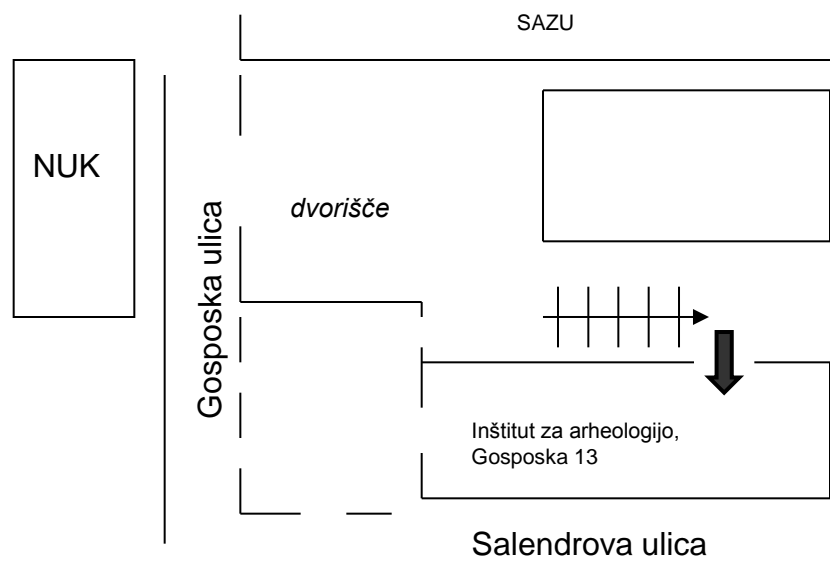 SAZU
NUK
dvorišče
Gosposka ulica
Inštitut za arheologijo,
Gosposka 13
Salendrova ulica